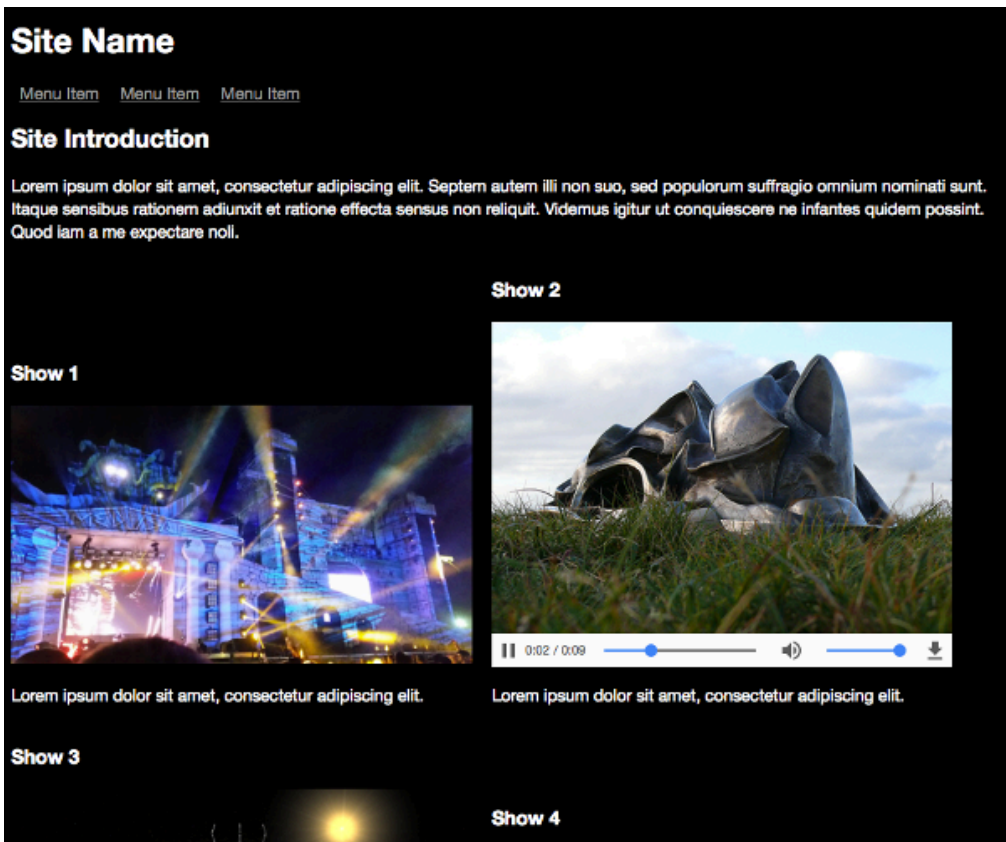 Site Name
Menu Item Menu Item Menu Item
Site Introduction
Lorem ipsum dolor sit amet, consectetur adipiscing elit. Septem autem illi non suo, sed populorum suffragio omnium nominati sunt.
Itaque sensibus rationem adiunxit et ratione effecta sensus non reliquit. Videmus igitur ut conquiescere ne infantes quidem possint.
Quod iam a me expectare noli.
Show 1
Lorem ipsum dolor sit amet, consectetur adipiscing elit.
Show 2
0:02 / 0:09
Lorem ipsum dolor sit amet, consectetur adipiscing elit.
Show 3
Show 4